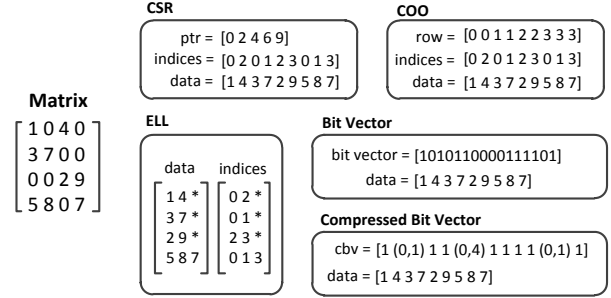 CSR
ptr = [0 2 4 6 9]
indices = [0 2 0 1 2 3 0 1 3]
data = [1 4 3 7 2 9 5 8 7]
COO
row = [0 0 1 1 2 2 3 3 3]
indices = [0 2 0 1 2 3 0 1 3]
data = [1 4 3 7 2 9 5 8 7]
Matrix
1 0 4 0
3 7 0 0
0 0 2 9
5 8 0 7
ELL
data indices
1 4 * 0 2 *
3 7 * 0 1 *
2 9 * 2 3 *
5 8 7 0 1 3
Bit Vector
bit vector = [1010110000111101]
data = [1 4 3 7 2 9 5 8 7]
Compressed Bit Vector
cbv = [1 (0,1) 1 1 (0,4) 1 1 1 1 (0,1) 1]
data = [1 4 3 7 2 9 5 8 7]